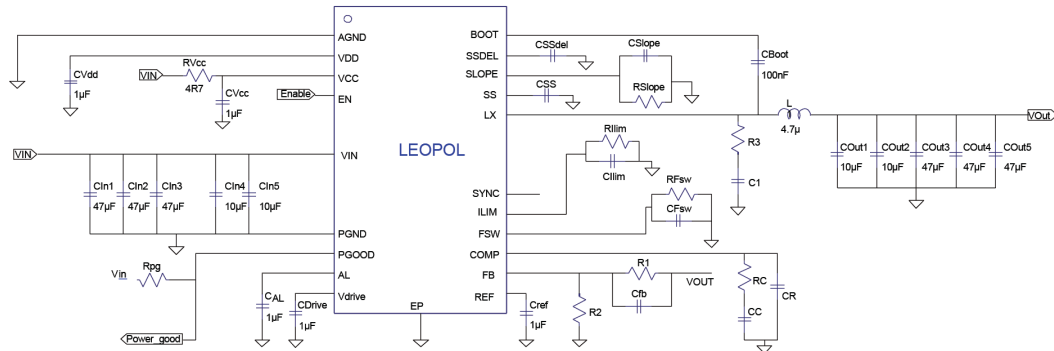 AGND
VDD
VCC
EN
VIN
PGND
PGOOD
AL
Vdrive
EP
BOOT
SSDEL
SLOPE
SS
LX
SYNC
ILIM
FSW
COMP
FB
REF
LEOPOL
CVdd
1µF
VIN
RVcc
4R7
CVcc
1µF
Enable
VIN
CIn1
47µF
CIn2
47µF
CIn3
47µF
CIn4
10µF
CIn5
10µF
Vin
Rpg
Power_good
CAL
1µF
CDrive
1µF
CSSdel
CSS
CSlope
RSlope
CBoot
100nF
L
4.7µ
VOut
R3
C1
COut1
10µF
COut2
10µF
COut3
47µF
COut4
47µF
COut5
47µF
RIlim
CIlim
RFsw
CFsw
R1
Cfb
VOUT
R2
Cref
1µF
RC
CC
CR